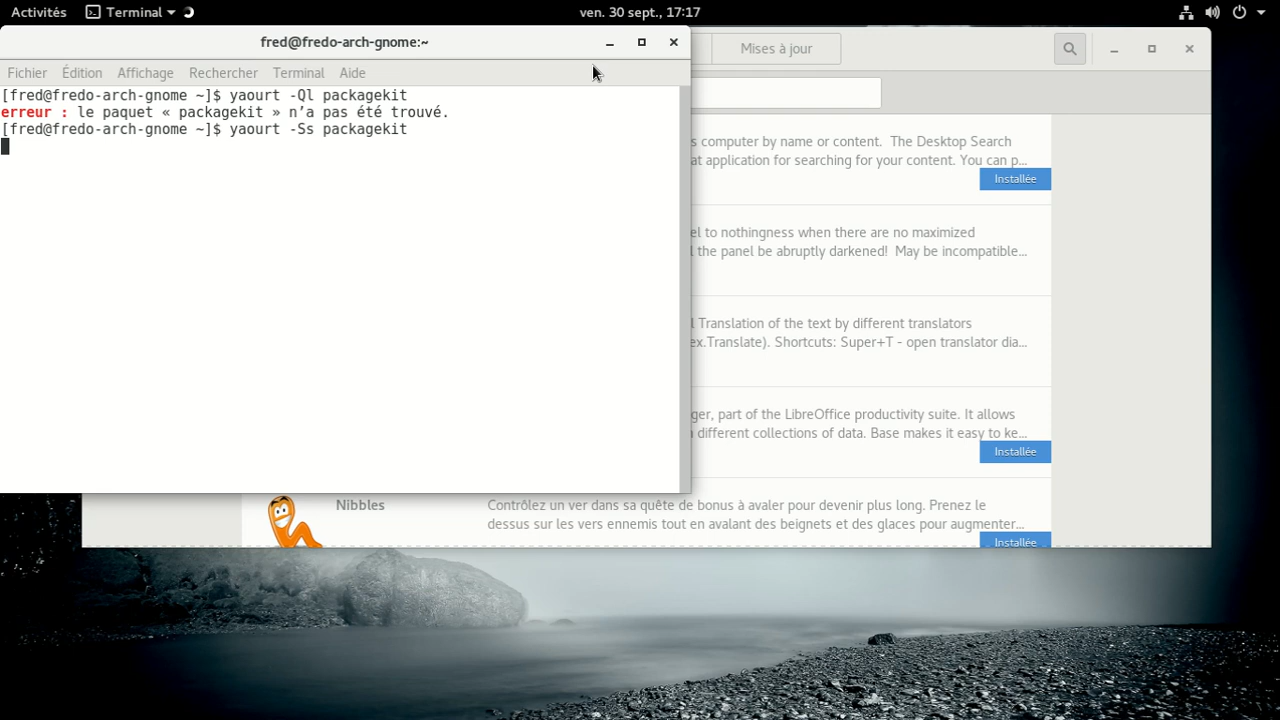 Activités Terminal ven. 30 sept., 17:17
fred@fredo-arch-gnome:~
Fichier Édition Affichage Rechercher Terminal Aide
[fred@fredo-arch-gnome ~]$ yaourt -Ql packagekit
erreur : le paquet « packagekit » n’a pas été trouvé.
[fred@fredo-arch-gnome ~]$ yaourt -Ss packagekit
Mises à jour
s computer by name or content. The Desktop Search
at application for searching for your content. You can p...
Installée
el to nothingness when there are no maximized
l the panel be abruptly darkened! May be incompatible...
l Translation of the text by different translators
ex.Translate). Shortcuts: Super+T - open translator dia...
ger, part of the LibreOffice productivity suite. It allows
different collections of data. Base makes it easy to ke...
Installée
Nibbles
Contrôlez un ver dans sa quête de bonus à avaler pour devenir plus long. Prenez le
dessus sur les vers ennemis tout en avalant des beignets et des glaces pour augmenter...
Installée